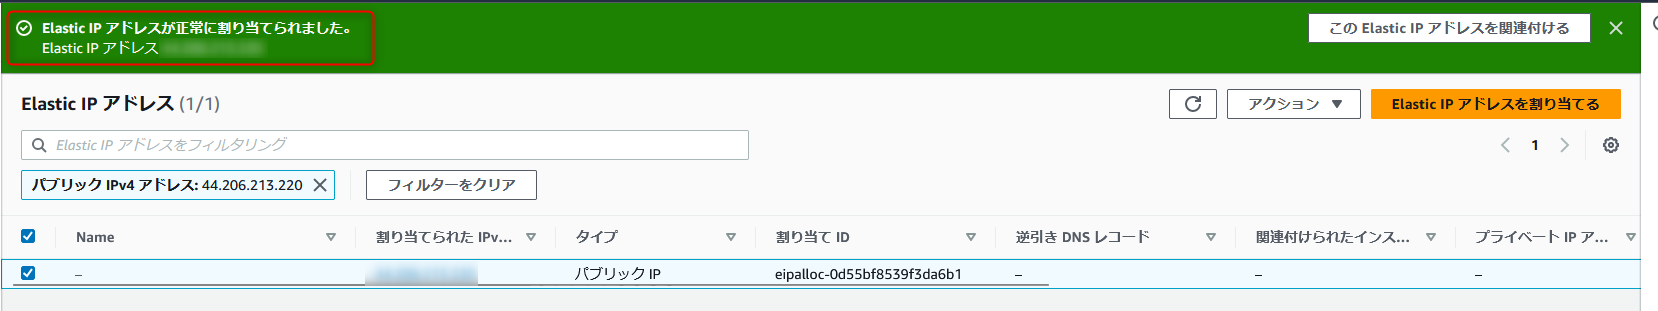 Elastic IP アドレスが正常に割り当てられました。
Elastic IP アドレス
この Elastic IP アドレスを関連付ける
Elastic IP アドレス (1/1)
アクション
Elastic IP アドレスを割り当てる
Elastic IP アドレスをフィルタリング
1
パブリック IPv4 アドレス: 44.206.213.220
フィルターをクリア
Name 割り当てられた IPv... タイプ 割り当て ID 逆引き DNS レコード 関連付けられたインス... プライベート IP ア...
– パブリック IP eipalloc-0d55bf8539f3da6b1 – – –